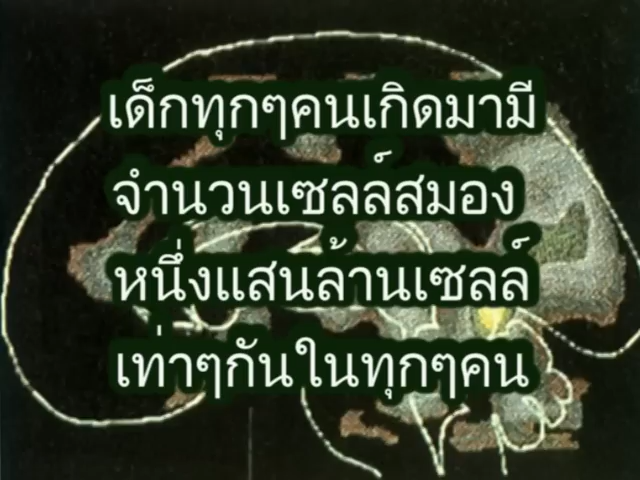 เด็กทุกๆคนเกิดมามี
จำนวนเซลล์สมอง
หนึ่งแสนล้านเซลล์
เท่าๆกันในทุกๆคน